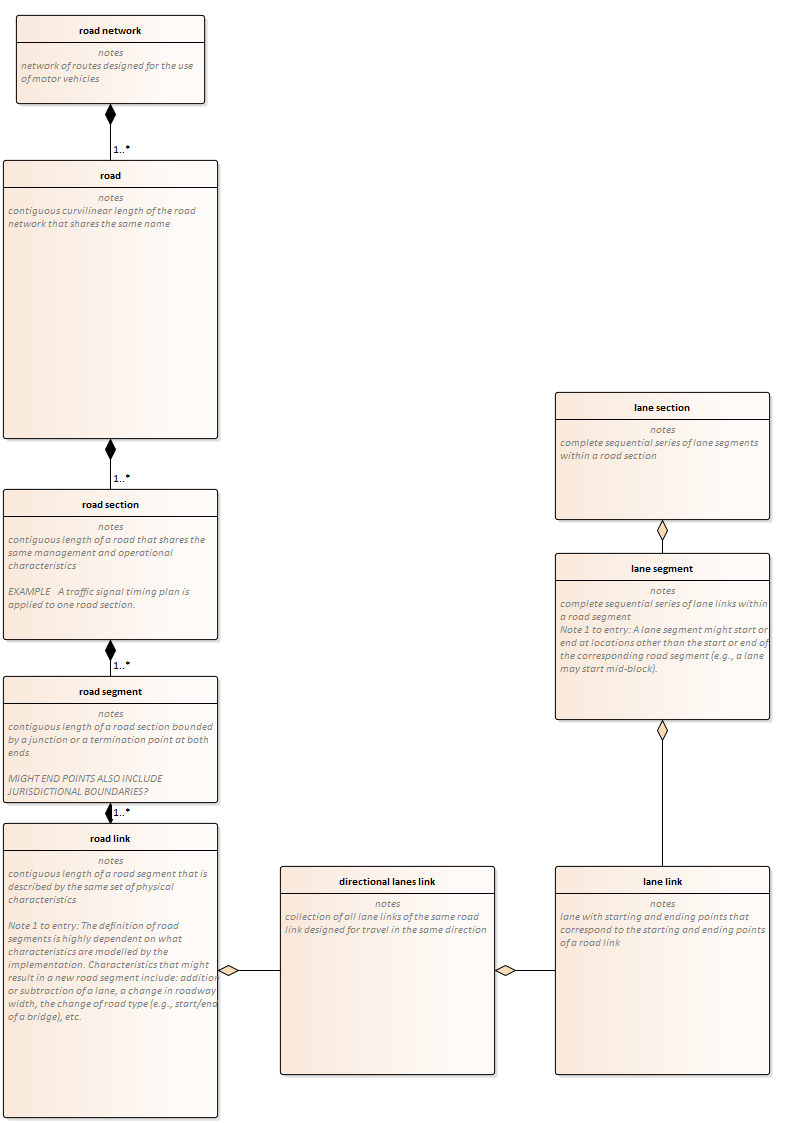 road network
notes
network of routes designed for the use
of motor vehicles
1..*
road
notes
contiguous curvilinear length of the road
network that shares the same name
1..*
road section
notes
contiguous length of a road that shares the
same management and operational
characteristics
EXAMPLE   A traffic signal timing plan is
applied to one road section.
1..*
road segment
notes
contiguous length of a road section bounded
by a junction or a termination point at both
ends
MIGHT END POINTS ALSO INCLUDE
JURISDICTIONAL BOUNDARIES?
1..*
road link
notes
contiguous length of a road segment that is
described by the same set of physical
characteristics
Note 1 to entry: The definition of road
segments is highly dependent on what
characteristics are modelled by the
implementation. Characteristics that might
result in a new road segment include: addition
or subtraction of a lane, a change in roadway
width, the change of road type (e.g., start/end
of a bridge), etc.
directional lanes link
notes
collection of all lane links of the same road
link designed for travel in the same direction
lane section
notes
complete sequential series of lane segments
within a road section
lane segment
notes
complete sequential series of lane links within
a road segment
Note 1 to entry: A lane segment might start or
end at locations other than the start or end of
the corresponding road segment (e.g., a lane
may start mid-block).
lane link
notes
lane with starting and ending points that
correspond to the starting and ending points
of a road link